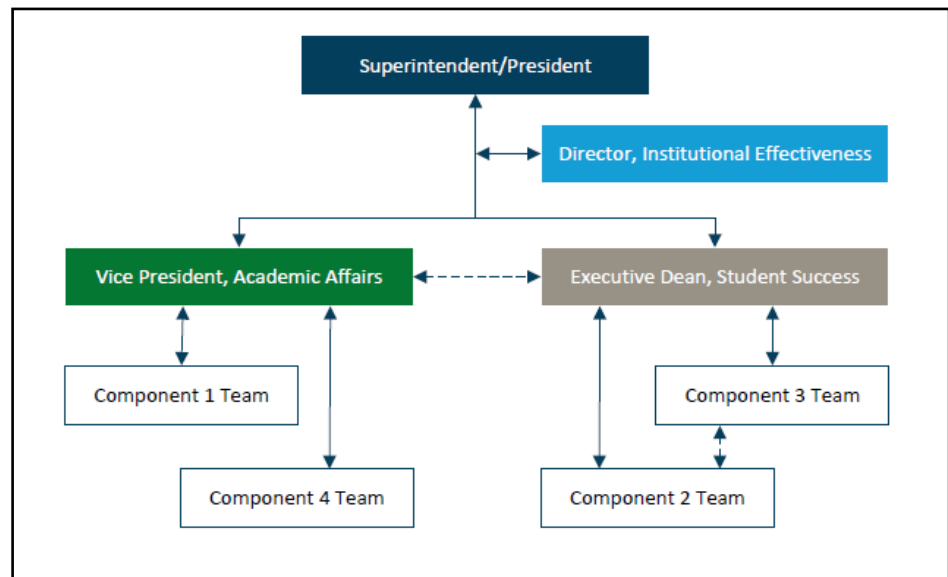 Superintendent/President
Director, Institutional Effectiveness
Vice President, Academic Affairs
Executive Dean, Student Success
Component 1 Team
Component 3 Team
Component 4 Team
Component 2 Team